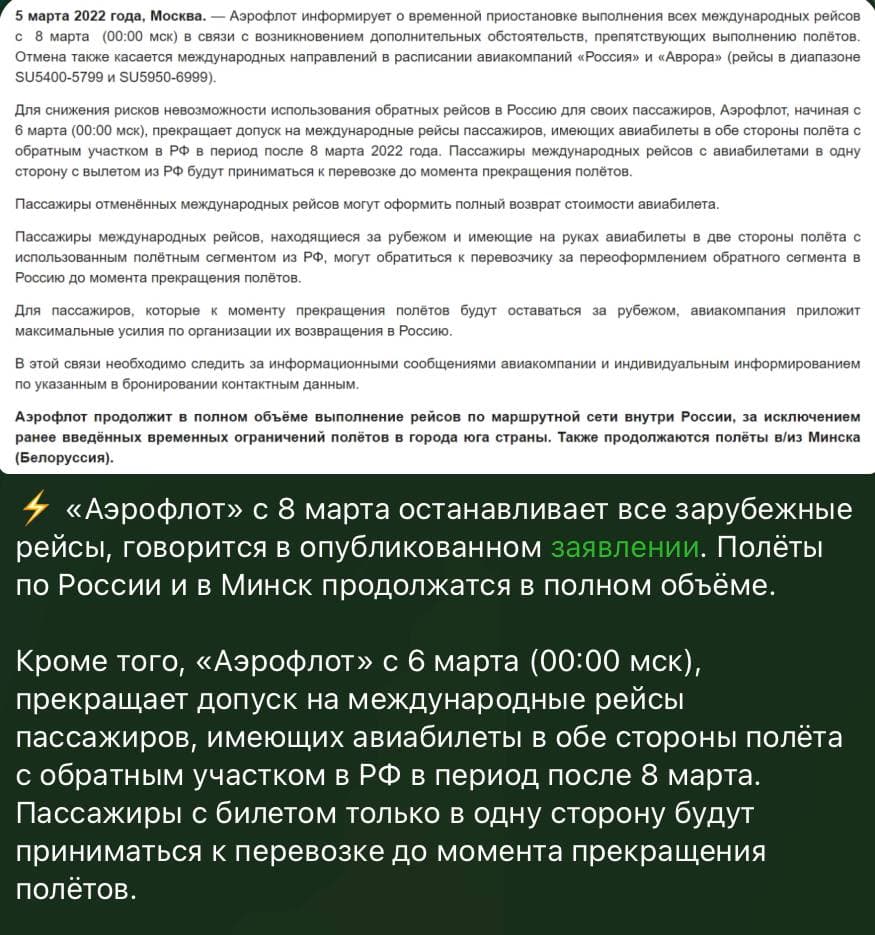 5 марта 2022 года, Москва. — Аэрофлот информирует о временной приостановке выполнения всех международных рейсов
с 8 марта (00:00 мск) в связи с возникновением дополнительных обстоятельств, препятствующих выполнению полётов.
Отмена также касается международных направлений в расписании авиакомпаний «Россия» и «Аврора» (рейсы в диапазоне
SU5400-5799 и SU5950-6999).
Для снижения рисков невозможности использования обратных рейсов в Россию для своих пассажиров, Аэрофлот, начиная с
6 марта (00:00 мск), прекращает допуск на международные рейсы пассажиров, имеющих авиабилеты в обе стороны полёта с
обратным участком в РФ в период после 8 марта 2022 года. Пассажиры международных рейсов с авиабилетами в одну
сторону с вылетом из РФ будут приниматься к перевозке до момента прекращения полётов.
Пассажиры отменённых международных рейсов могут оформить полный возврат стоимости авиабилета.
Пассажиры международных рейсов, находящиеся за рубежом и имеющие на руках авиабилеты в две стороны полёта с
использованным полётным сегментом из РФ, могут обратиться к перевозчику за переоформлением обратного сегмента в
Россию до момента прекращения полётов.
Для пассажиров, которые к моменту прекращения полётов будут оставаться за рубежом, авиакомпания приложит
максимальные усилия по организации их возвращения в Россию.
В этой связи необходимо следить за информационными сообщениями авиакомпании и индивидуальным информированием
по указанным в бронировании контактным данным.
Аэрофлот продолжит в полном объёме выполнение рейсов по маршрутной сети внутри России, за исключением
ранее введённых временных ограничений полётов в города юга страны. Также продолжаются полёты в/из Минска
(Белоруссия).
⚡ «Аэрофлот» с 8 марта останавливает все зарубежные
рейсы, говорится в опубликованном заявлении. Полёты
по России и в Минск продолжатся в полном объёме.
Кроме того, «Аэрофлот» с 6 марта (00:00 мск),
прекращает допуск на международные рейсы
пассажиров, имеющих авиабилеты в обе стороны полёта
с обратным участком в РФ в период после 8 марта.
Пассажиры с билетом только в одну сторону будут
приниматься к перевозке до момента прекращения
полётов.